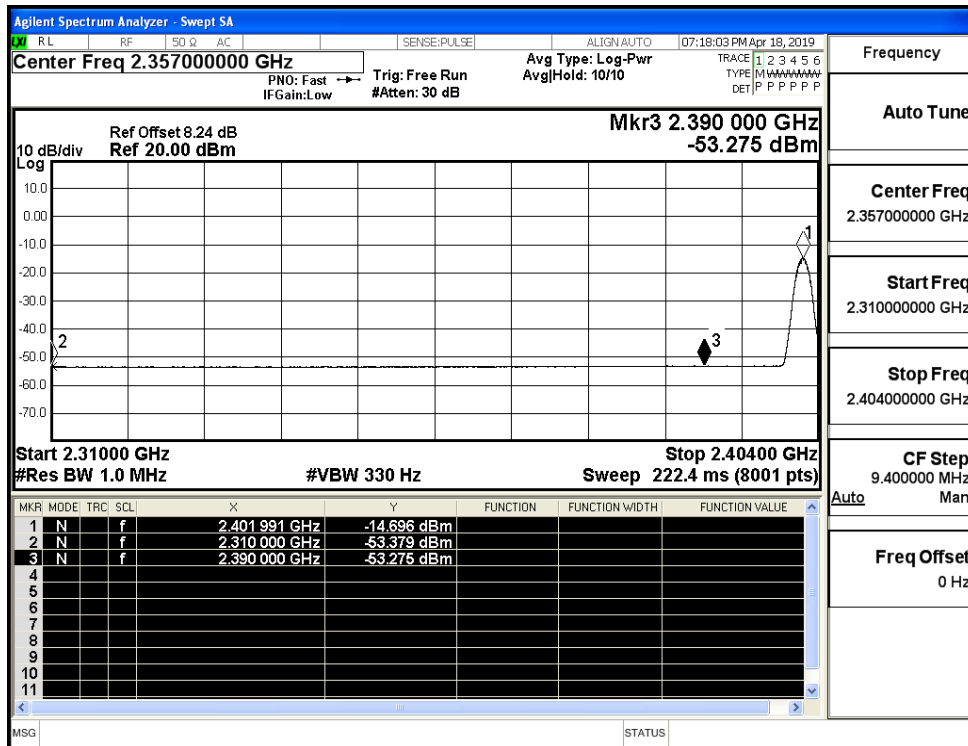 Agilent Spectrum Analyzer - Swept SA
LXI RL RF 50 Ω AC SENSE:PULSE ALIGN AUTO 07:18:03 PM Apr 18, 2019
Center Freq 2.357000000 GHz
PNO: Fast
IFGain:Low
Trig: Free Run
#Atten: 30 dB
Avg Type: Log-Pwr
Avg|Hold: 10/10
TRACE 1 2 3 4 5 6
TYPE M
DET P P P P P P
Mkr3 2.390 000 GHz
-53.275 dBm
Ref Offset 8.24 dB
10 dB/div Ref 20.00 dBm
Log
10.0
0.00
-10.0
-20.0
-30.0
-40.0
-50.0
-60.0
-70.0
1
2
3
Start 2.31000 GHz Stop 2.40400 GHz
#Res BW 1.0 MHz #VBW 330 Hz Sweep 222.4 ms (8001 pts)
MKR MODE TRC SCL X Y FUNCTION FUNCTION WIDTH FUNCTION VALUE
1 N f 2.401 991 GHz -14.696 dBm
2 N f 2.310 000 GHz -53.379 dBm
3 N f 2.390 000 GHz -53.275 dBm
4
5
6
7
8
9
10
11
MSG STATUS
Frequency
Auto Tune
Center Freq
2.357000000 GHz
Start Freq
2.310000000 GHz
Stop Freq
2.404000000 GHz
CF Step
9.400000 MHz
Auto Man
Freq Offset
0 Hz